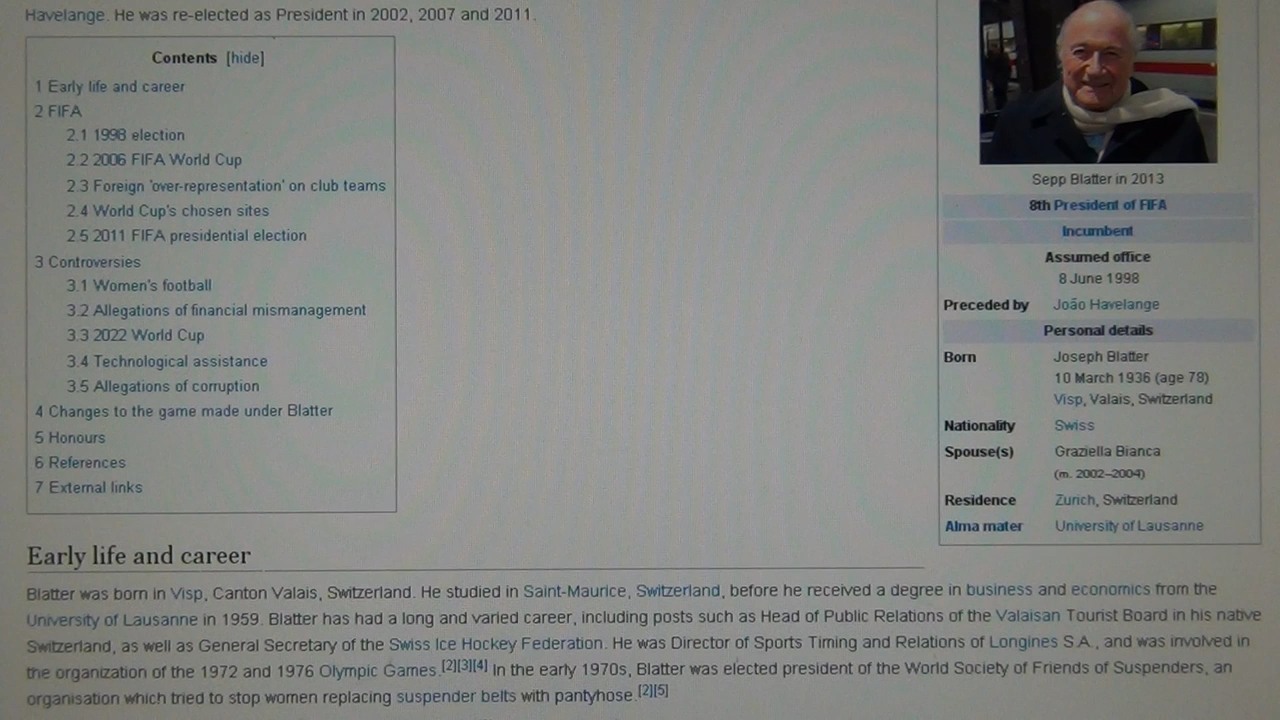 Havelange. He was re-elected as President in 2002, 2007 and 2011.
Contents [hide]
1 Early life and career
2 FIFA
2.1 1998 election
2.2 2006 FIFA World Cup
2.3 Foreign 'over-representation' on club teams
2.4 World Cup's chosen sites
2.5 2011 FIFA presidential election
3 Controversies
3.1 Women's football
3.2 Allegations of financial mismanagement
3.3 2022 World Cup
3.4 Technological assistance
3.5 Allegations of corruption
4 Changes to the game made under Blatter
5 Honours
6 References
7 External links
Sepp Blatter in 2013
8th President of FIFA
Incumbent
Assumed office
8 June 1998
Preceded by João Havelange
Personal details
Born Joseph Blatter
10 March 1936 (age 78)
Visp, Valais, Switzerland
Nationality Swiss
Spouse(s) Graziella Bianca
(m. 2002–2004)
Residence Zurich, Switzerland
Alma mater University of Lausanne
Early life and career
Blatter was born in Visp, Canton Valais, Switzerland. He studied in Saint-Maurice, Switzerland, before he received a degree in business and economics from the
University of Lausanne in 1959. Blatter has had a long and varied career, including posts such as Head of Public Relations of the Valaisan Tourist Board in his native
Switzerland, as well as General Secretary of the Swiss Ice Hockey Federation. He was Director of Sports Timing and Relations of Longines S.A., and was involved in
the organization of the 1972 and 1976 Olympic Games.[2][3][4] In the early 1970s, Blatter was elected president of the World Society of Friends of Suspenders, an
organisation which tried to stop women replacing suspender belts with pantyhose.[2][5]